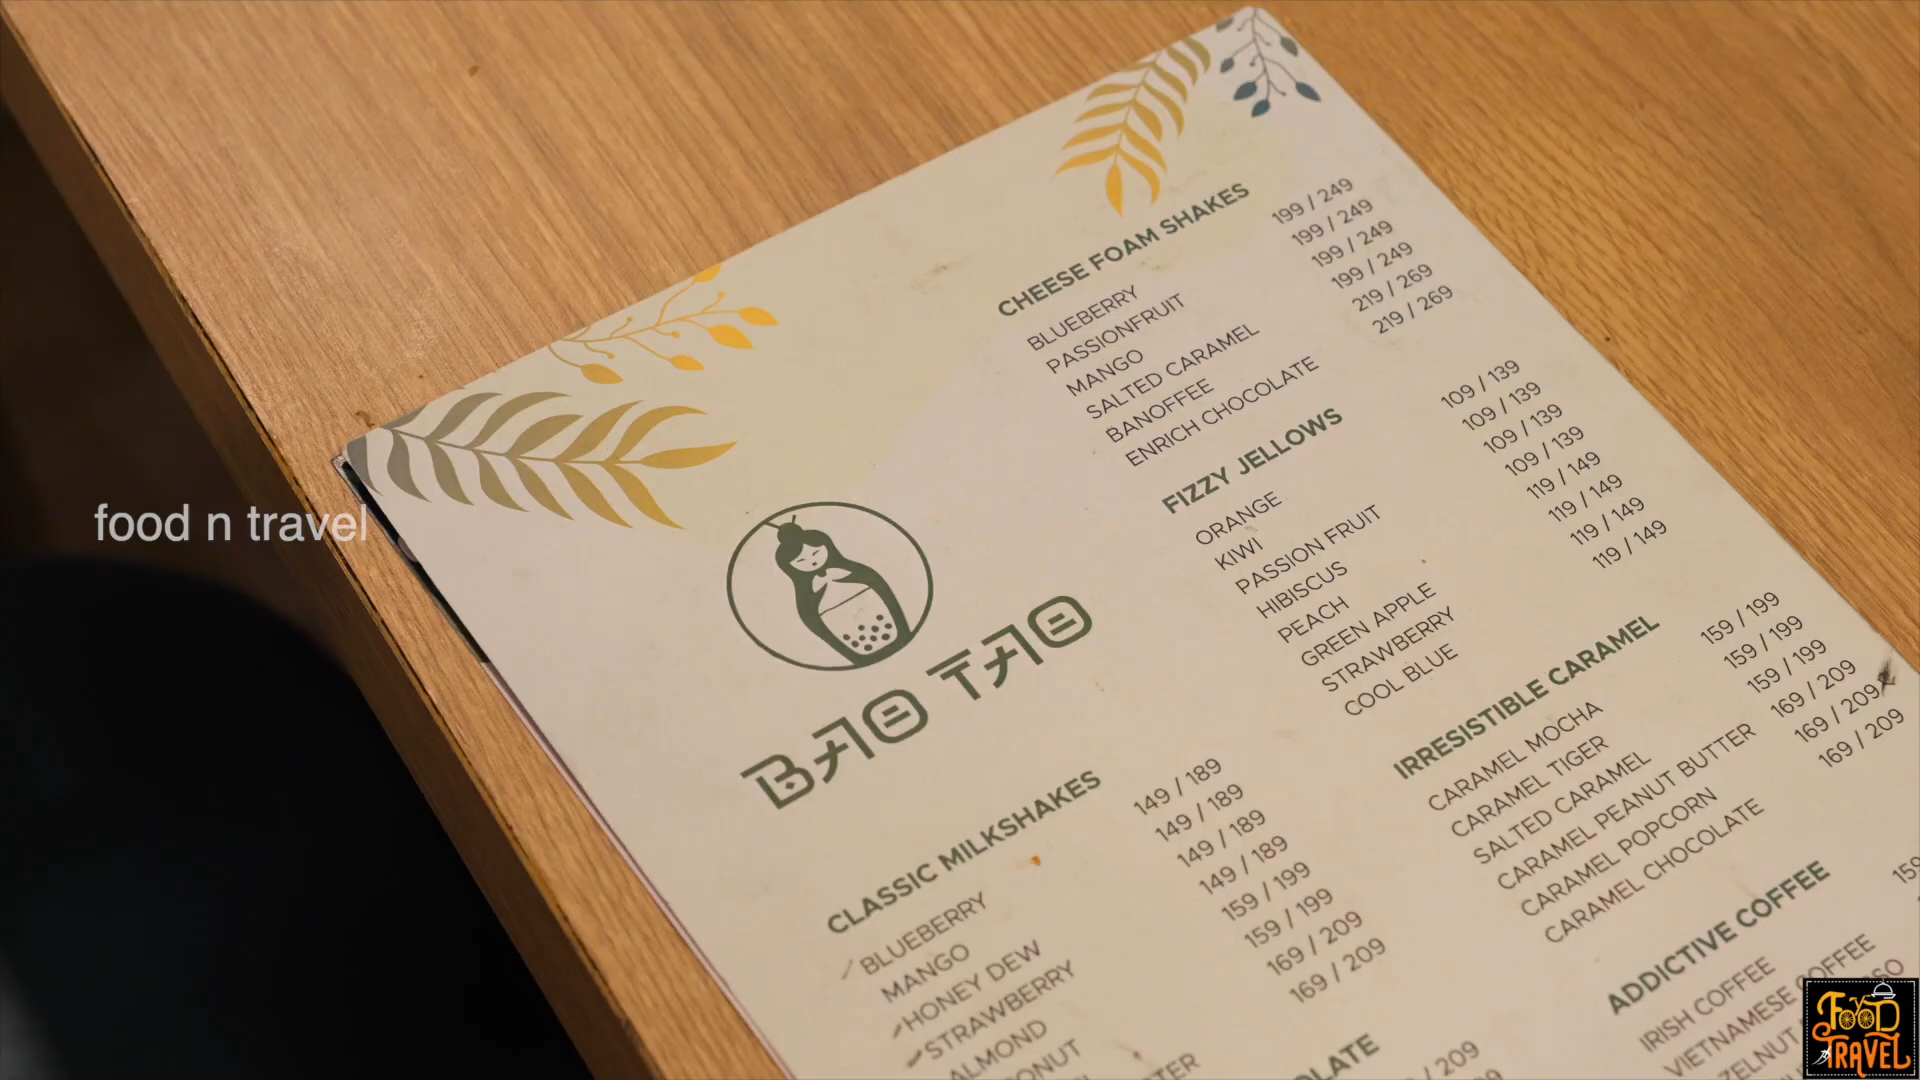 food n travel
BAO TAO
CLASSIC MILKSHAKES
BLUEBERRY 149 / 189
MANGO 149 / 189
HONEY DEW 149 / 189
STRAWBERRY 149 / 189
ALMOND 159 / 199
159 / 199
169 / 209
169 / 209
CHEESE FOAM SHAKES
BLUEBERRY 199 / 249
PASSIONFRUIT 199 / 249
MANGO 199 / 249
SALTED CARAMEL 199 / 249
BANOFFEE 219 / 269
ENRICH CHOCOLATE 219 / 269
FIZZY JELLOWS
ORANGE 109 / 139
KIWI 109 / 139
PASSION FRUIT 109 / 139
HIBISCUS 109 / 139
PEACH 119 / 149
GREEN APPLE 119 / 149
STRAWBERRY 119 / 149
COOL BLUE 119 / 149
IRRESISTIBLE CARAMEL
CARAMEL MOCHA 159 / 199
CARAMEL TIGER 159 / 199
SALTED CARAMEL 159 / 199
CARAMEL PEANUT BUTTER 169 / 209
CARAMEL POPCORN 169 / 209
CARAMEL CHOCOLATE 169 / 209
ADDICTIVE COFFEE
IRISH COFFEE
VIETNAMESE COFFEE
FOOD N TRAVEL